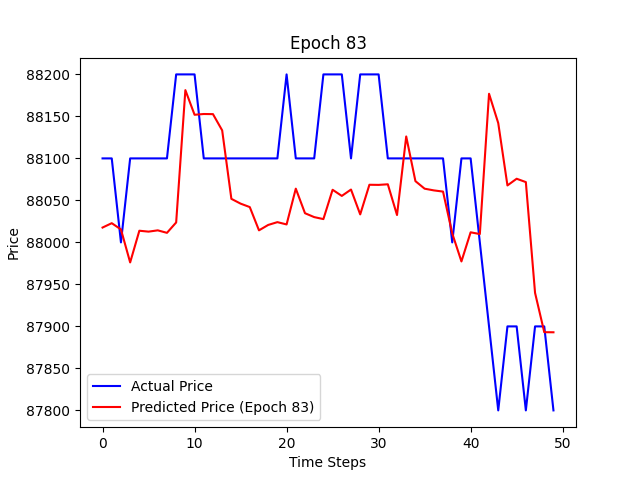 Epoch 83
88200
88150
88100
88050
88000
87950
87900
87850
87800
Price
Actual Price
Predicted Price (Epoch 83)
0 10 20 30 40 50
Time Steps